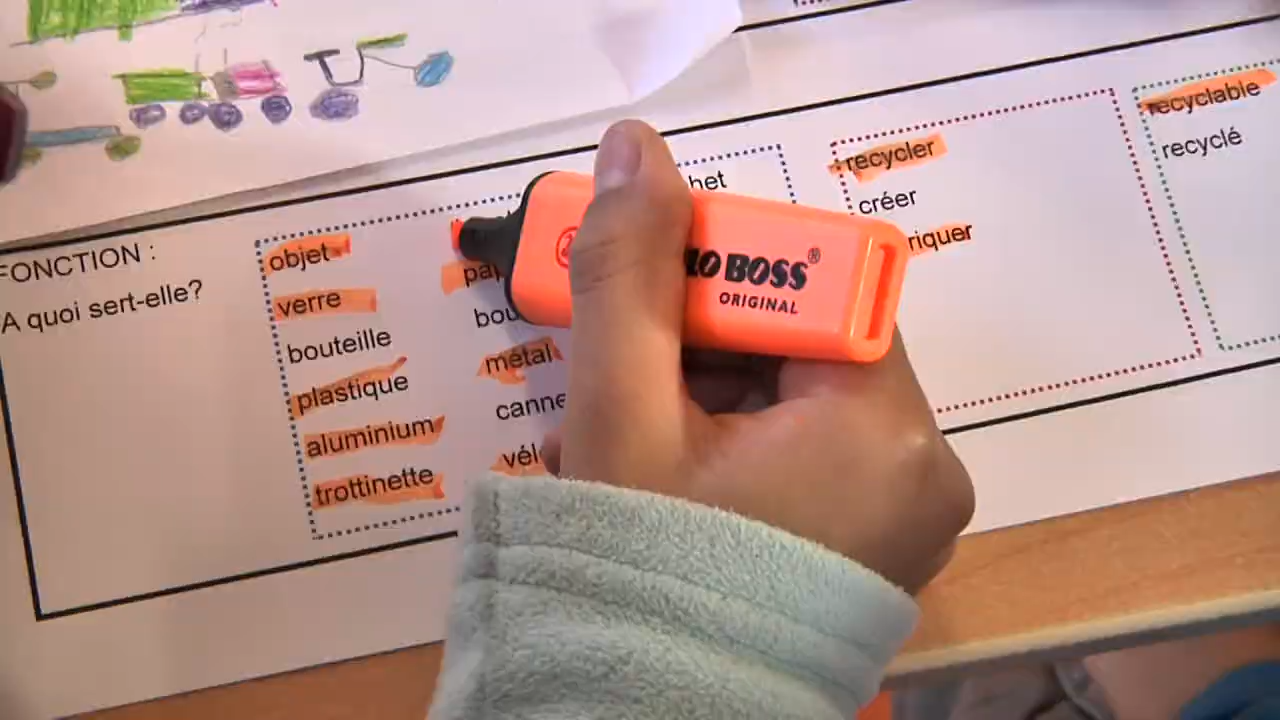 FONCTION :
A quoi sert-elle?
objet
verre
bouteille
plastique
aluminium
trottinette
métal
recycler
créer
recyclable
recyclé
BOSS
ORIGINAL